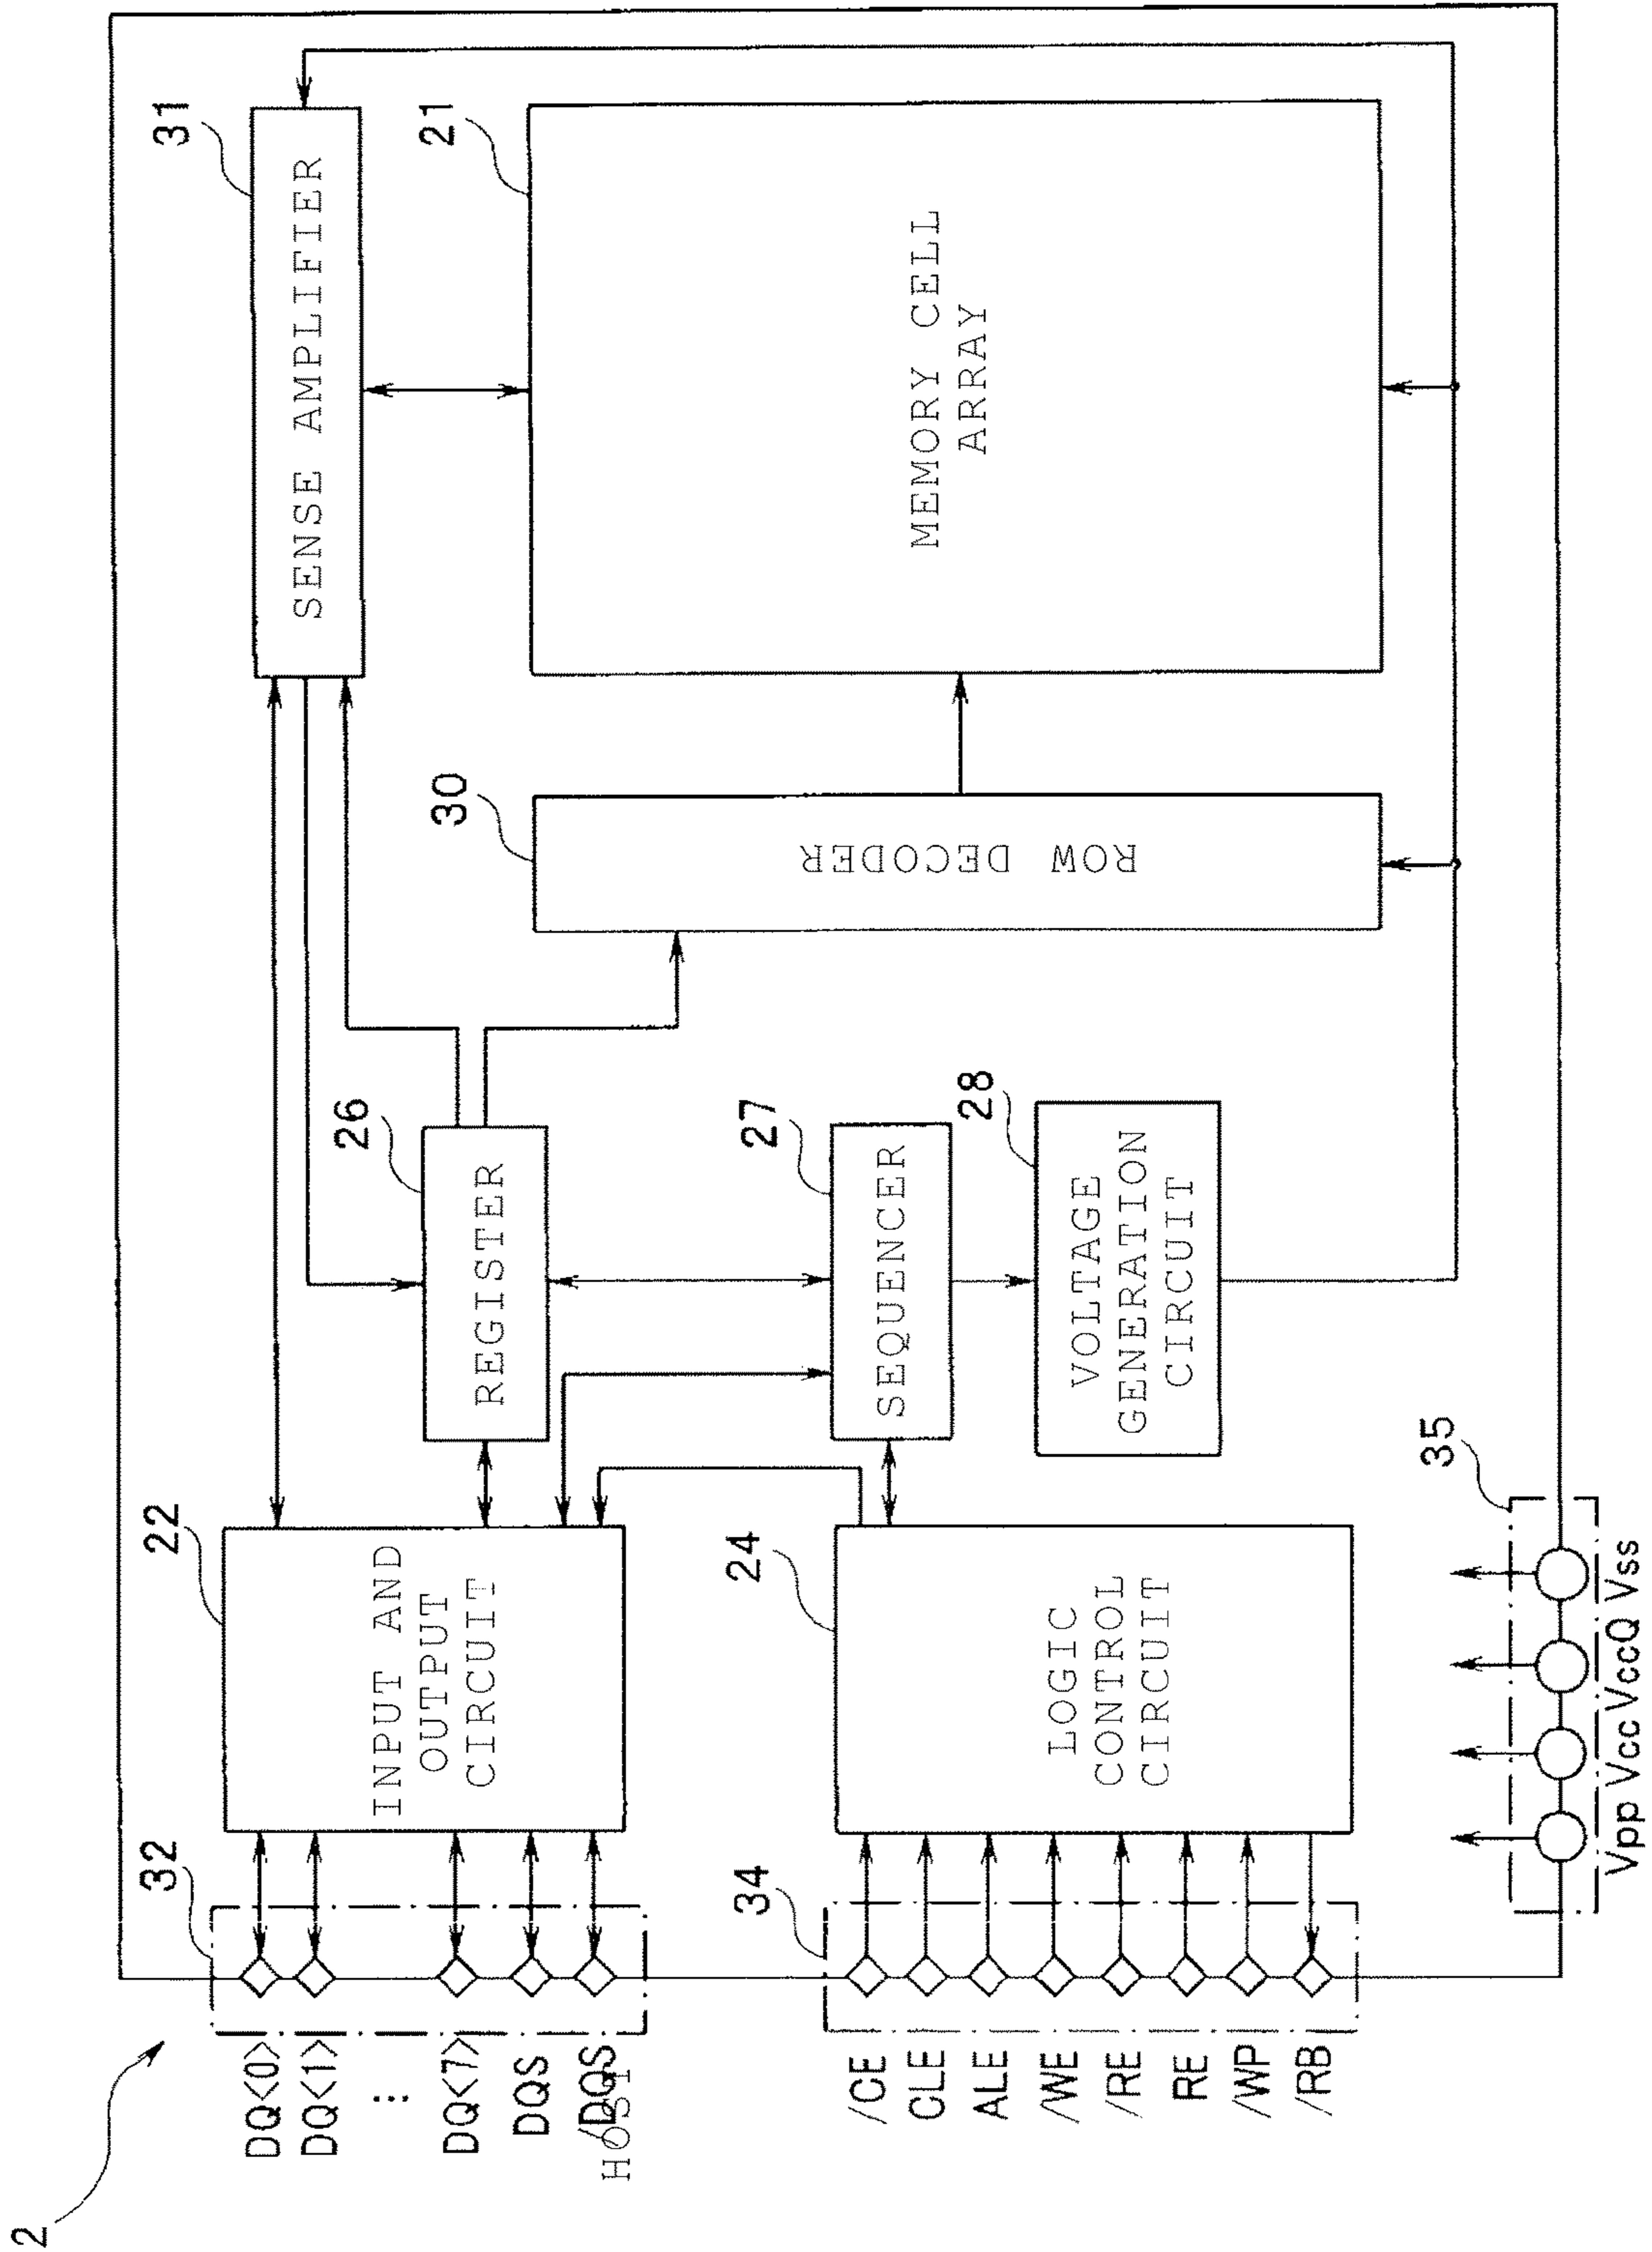 2
32
DQ<0>
DQ<1>
⋮
DQ<7>
DQS
/DQS
HOST
22
INPUT AND
OUTPUT
CIRCUIT
34
/CE
CLE
ALE
/WE
/RE
RE
/WP
/RB
24
LOGIC
CONTROL
CIRCUIT
26
REGISTER
27
SEQUENCER
28
VOLTAGE
GENERATION
CIRCUIT
30
ROW DECODER
31
SENSE AMPLIFIER
21
MEMORY CELL
ARRAY
35
Vpp Vcc VccQ Vss